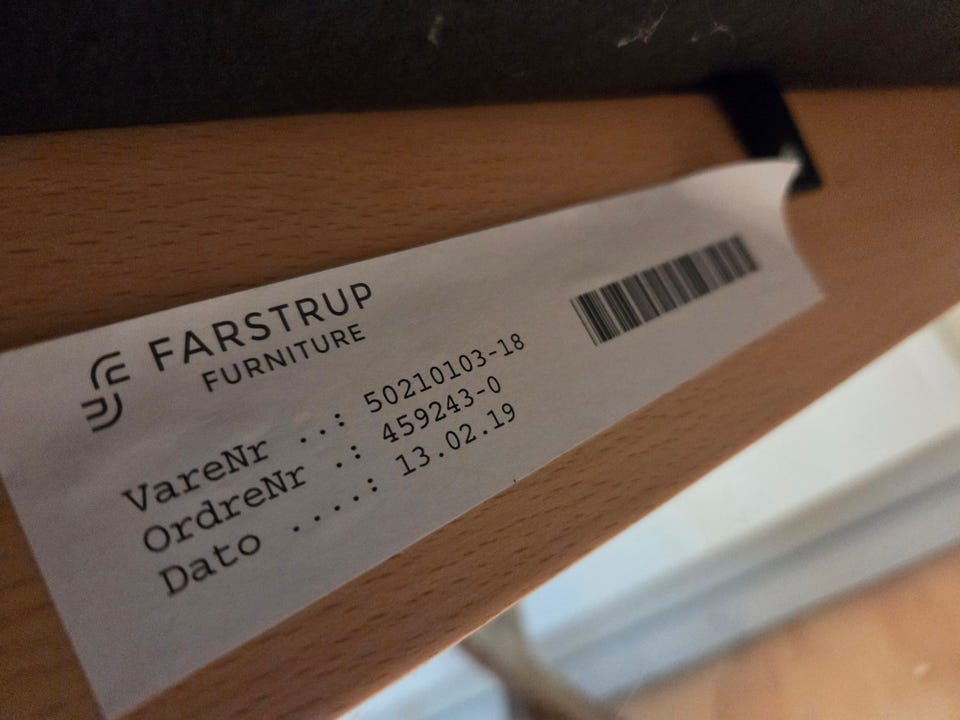 FARSTRUP
FURNITURE
VareNr ..: 50210103-18
OrdreNr .: 459243-0
Dato ....: 13.02.19